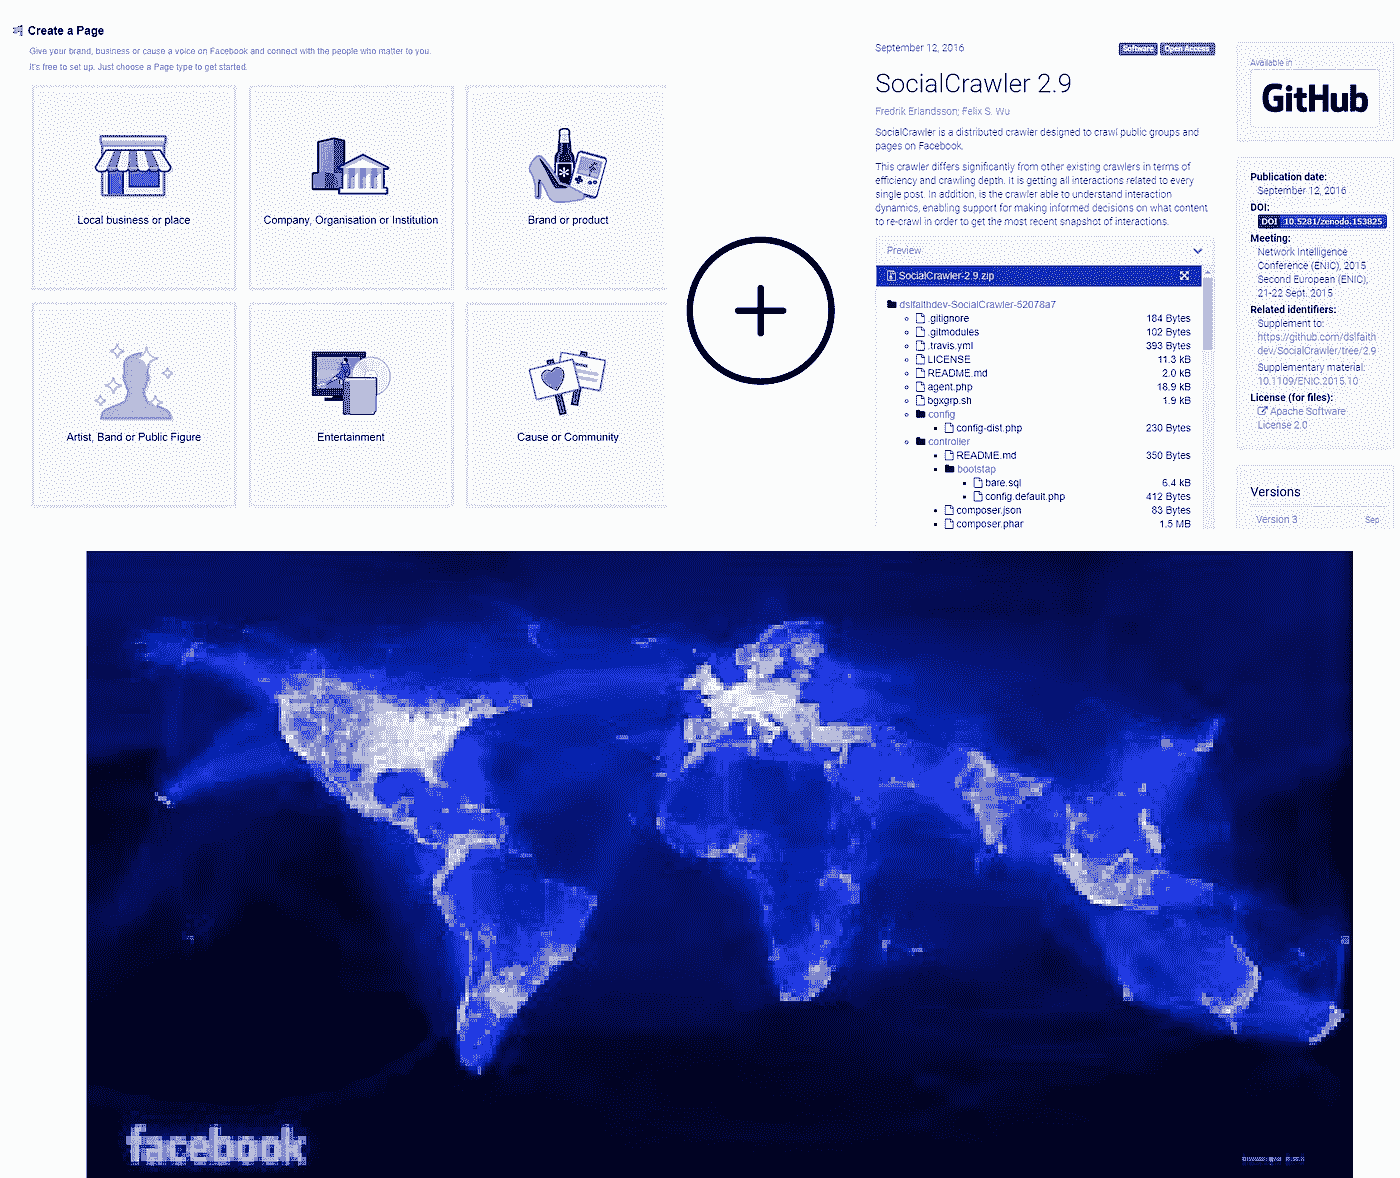 Create a Page
Give your brand, business or cause a voice on Facebook and connect with the people who matter to you.
It's free to set up. Just choose a Page type to get started.
Local business or place
Company, Organisation or Institution
Brand or product
Artist, Band or Public Figure
Entertainment
Cause or Community
September 12, 2016
Software
Open Access
SocialCrawler 2.9
Fredrik Erlandsson; Felix S. Wu
SocialCrawler is a distributed crawler designed to crawl public groups and
pages on Facebook.
This crawler differs significantly from other existing crawlers in terms of
efficiency and crawling depth. It is getting all interactions related to every
single post. In addition, is the crawler able to understand interaction
dynamics, enabling support for making informed decisions on what content
to re-crawl in order to get the most recent snapshot of interactions.
Preview
SocialCrawler-2.9.zip
dslfaithdev-SocialCrawler-52078a7
.gitignore 184 Bytes
.gitmodules 102 Bytes
.travis.yml 393 Bytes
LICENSE 11.3 kB
README.md 2.0 kB
agent.php 18.9 kB
bgxgrp.sh 1.9 kB
config
config-dist.php 230 Bytes
controller
README.md 350 Bytes
bootstap
bare.sql 6.4 kB
config.default.php 412 Bytes
composer.json 83 Bytes
composer.phar 1.5 MB
Available in
GitHub
Publication date:
September 12, 2016
DOI:
DOI 10.5281/zenodo.153825
Meeting:
Network Intelligence
Conference (ENIC), 2015
Second European (ENIC),
21-22 Sept. 2015
Related identifiers:
Supplement to:
https://github.com/dslfaith
dev/SocialCrawler/tree/2.9
Supplementary material:
10.1109/ENIC.2015.10
License (for files):
Apache Software
License 2.0
Versions
Version 3 Sep
facebook